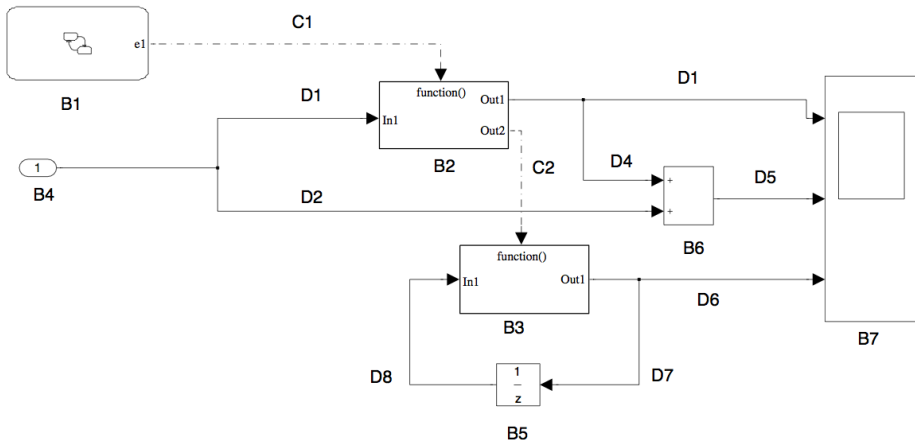 C1
e1
B1
D1
function()
In1
Out1
Out2
B2
D1
1
B4
D2
C2
D4
+
+
B6
D5
function()
In1
Out1
B3
D6
B7
D8
1
z
B5
D7